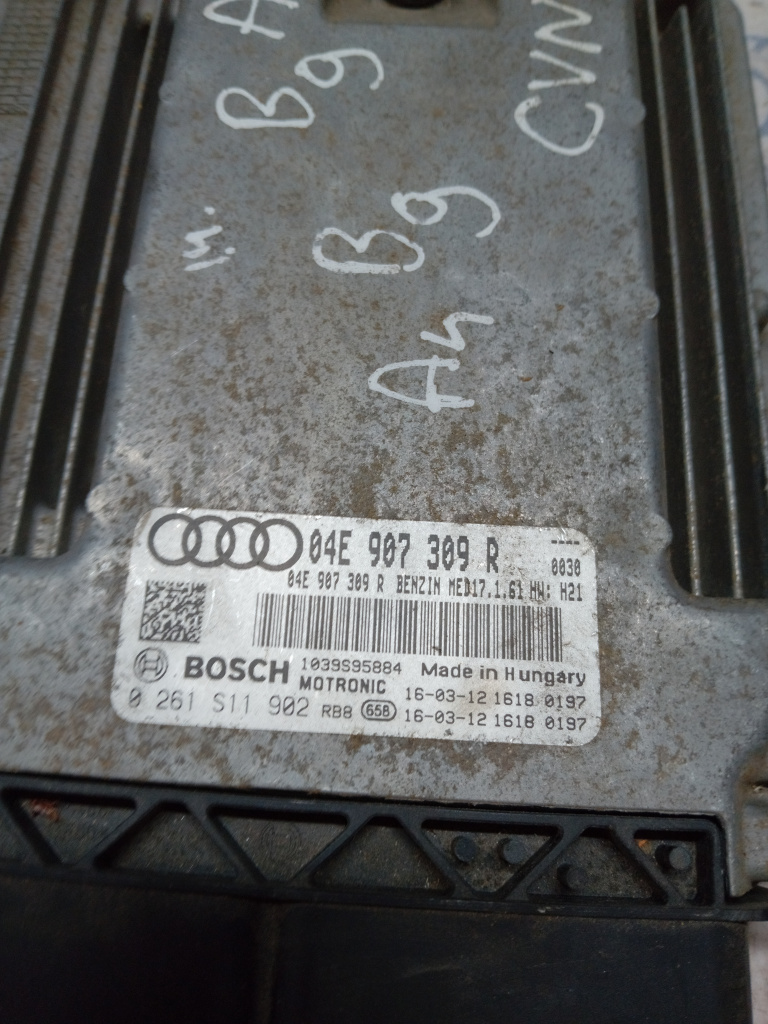 B A
B9
CVN
B9
A4
04E 907 309 R
----
0030
04E 907 309 R BENZIN MED17.1.61 HW: H21
BOSCH
1039S95884
Made in Hungary
MOTRONIC
16-03-12 1618 0197
0 261 S11 902 RB8 658
16-03-12 1618 0197